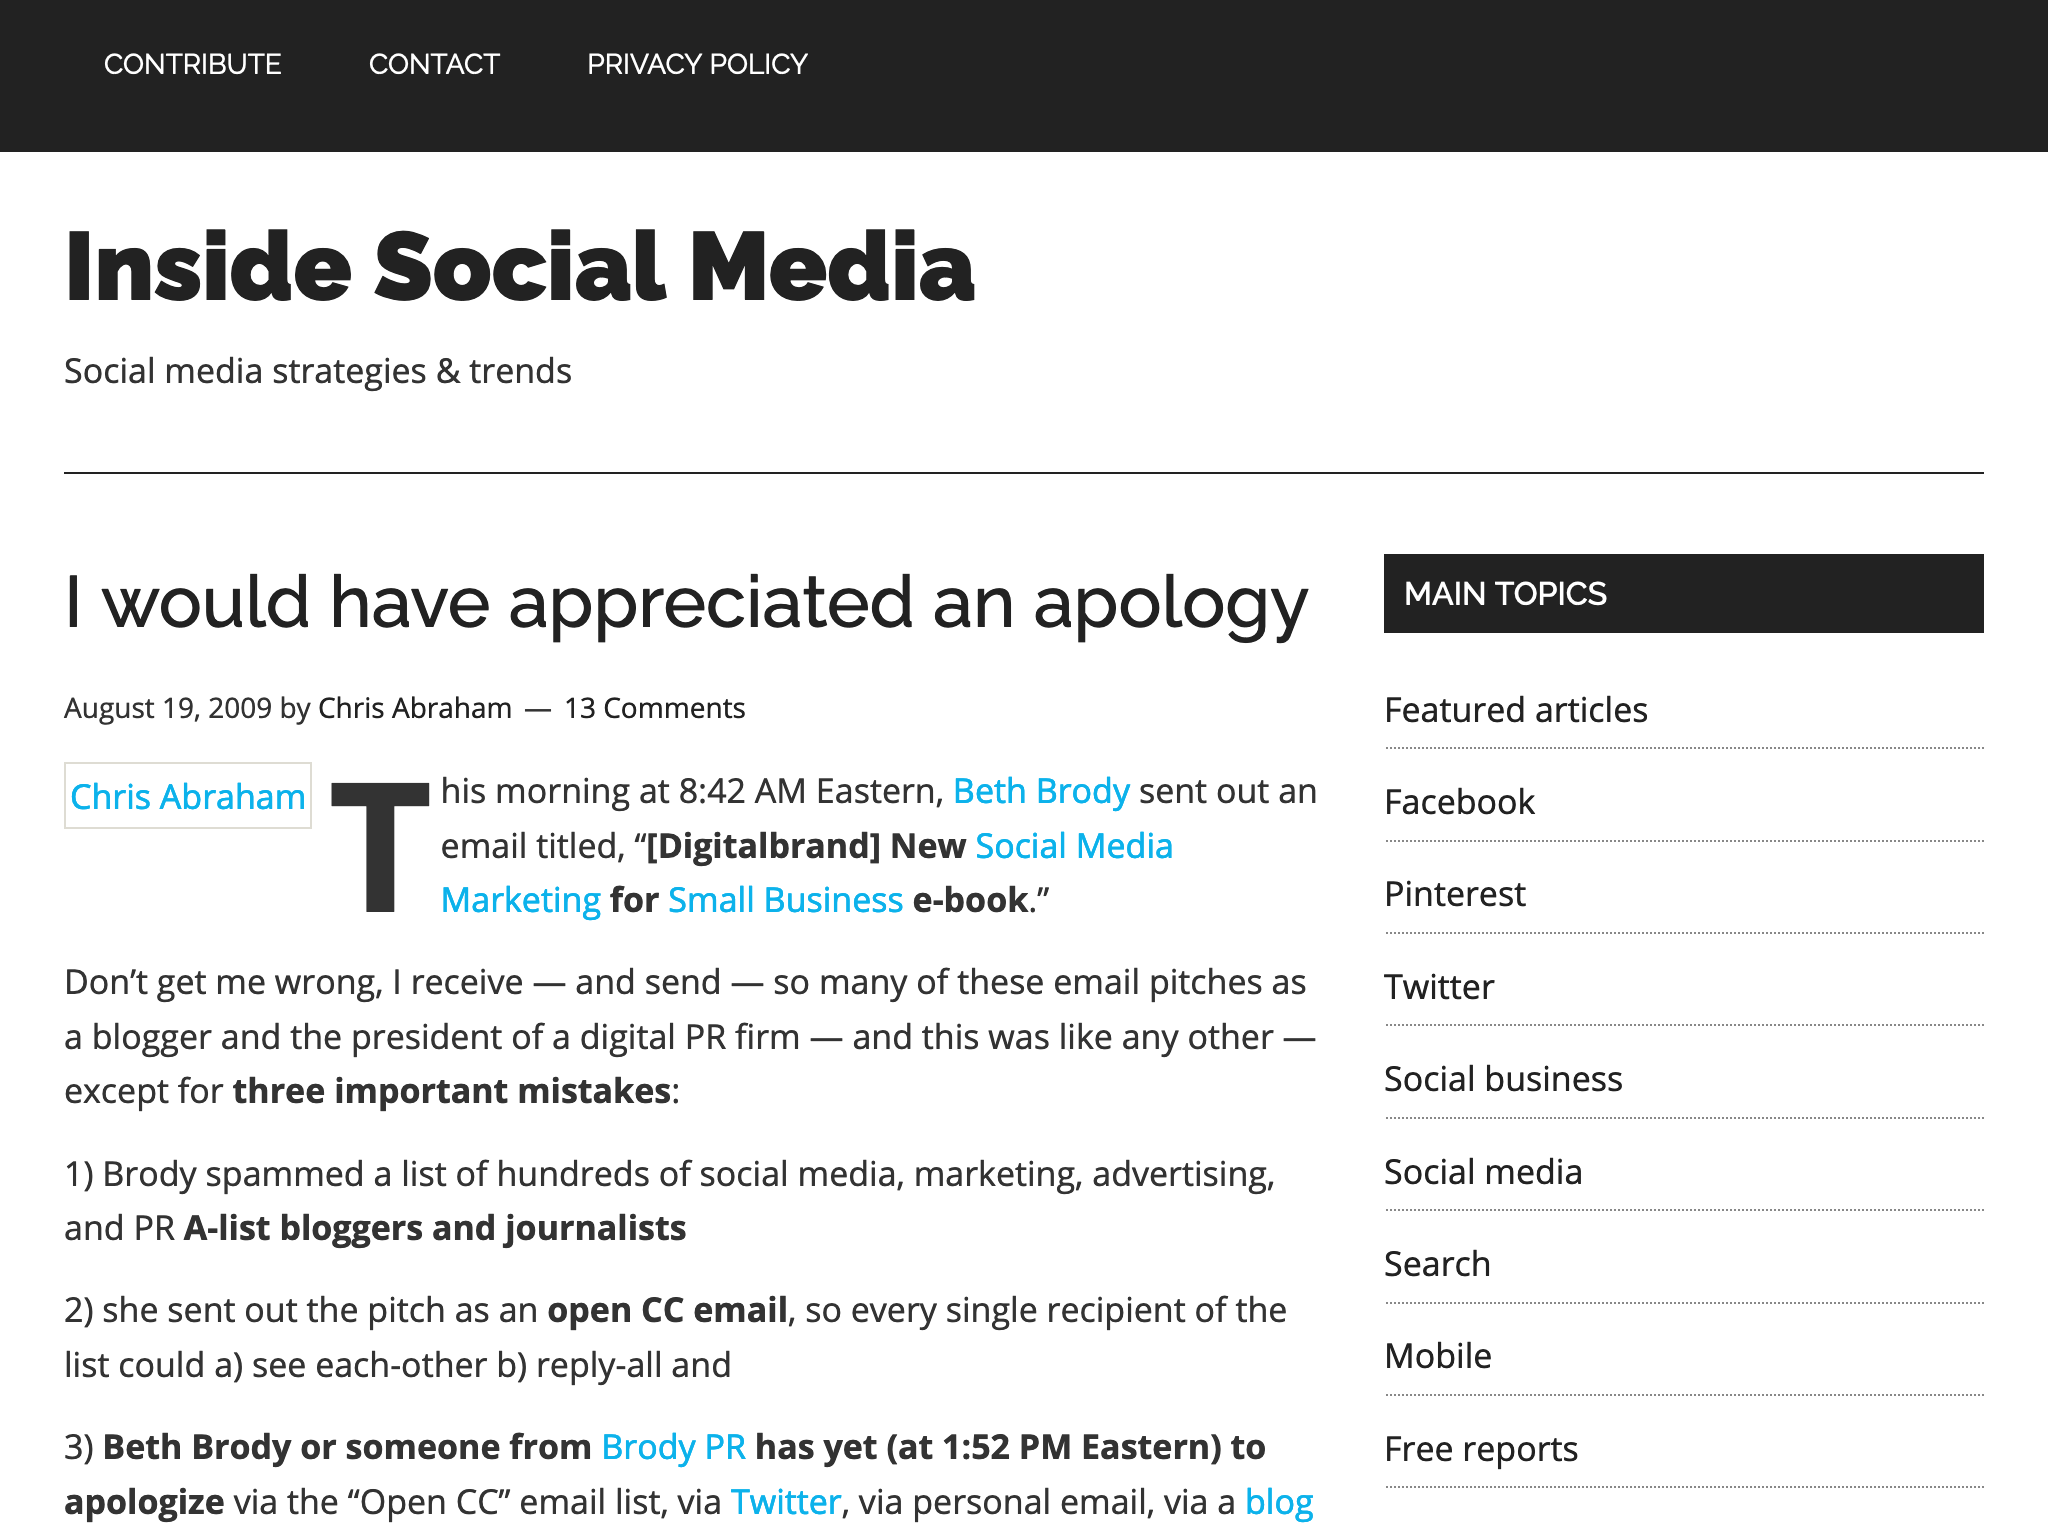 CONTRIBUTE CONTACT PRIVACY POLICY
Inside Social Media
Social media strategies & trends
I would have appreciated an apology
August 19, 2009 by Chris Abraham — 13 Comments
Chris Abraham
This morning at 8:42 AM Eastern, Beth Brody sent out an
email titled, “[Digitalbrand] New Social Media
Marketing for Small Business e-book.”
Don’t get me wrong, I receive — and send — so many of these email pitches as
a blogger and the president of a digital PR firm — and this was like any other —
except for three important mistakes:
1) Brody spammed a list of hundreds of social media, marketing, advertising,
and PR A-list bloggers and journalists
2) she sent out the pitch as an open CC email, so every single recipient of the
list could a) see each-other b) reply-all and
3) Beth Brody or someone from Brody PR has yet (at 1:52 PM Eastern) to
apologize via the “Open CC” email list, via Twitter, via personal email, via a blog
MAIN TOPICS
Featured articles
Facebook
Pinterest
Twitter
Social business
Social media
Search
Mobile
Free reports